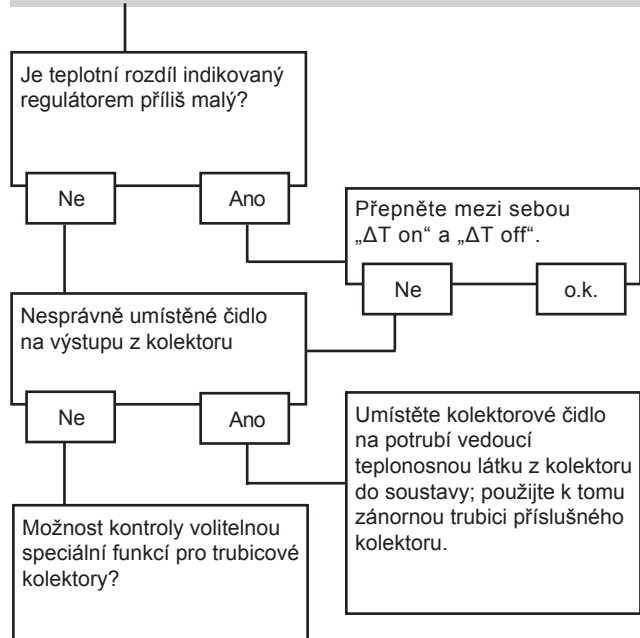 Je teplotní rozdíl indikovaný
regulátorem příliš malý?
Ne
Ano
Přepněte mezi sebou
„ΔT on“ a „ΔT off“.
Ne
o.k.
Nesprávně umístěné čidlo
na výstupu z kolektoru
Ne
Ano
Umístěte kolektorové čidlo
na potrubí vedoucí
teplonosnou látku z kolektoru
do soustavy; použijte k tomu
zánornou trubici příslušného
kolektoru.
Možnost kontroly volitelnou
speciální funkcí pro trubicové
kolektory?